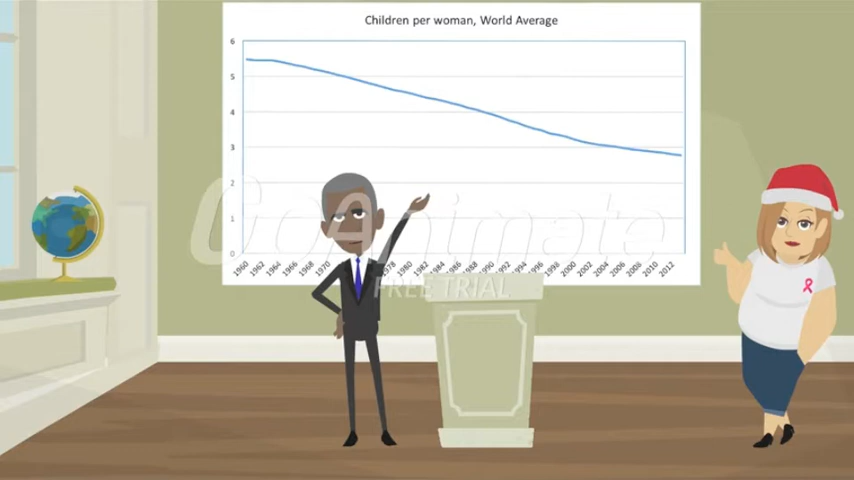 Children per woman, World Average
6
5
4
3
2
1
0
1960 1962 1964 1966 1968 1970 1978 1980 1982 1984 1986 1988 1990 1992 1994 1996 1998 2000 2002 2004 2006 2008 2010 2012
GoAnimate
FREE TRIAL